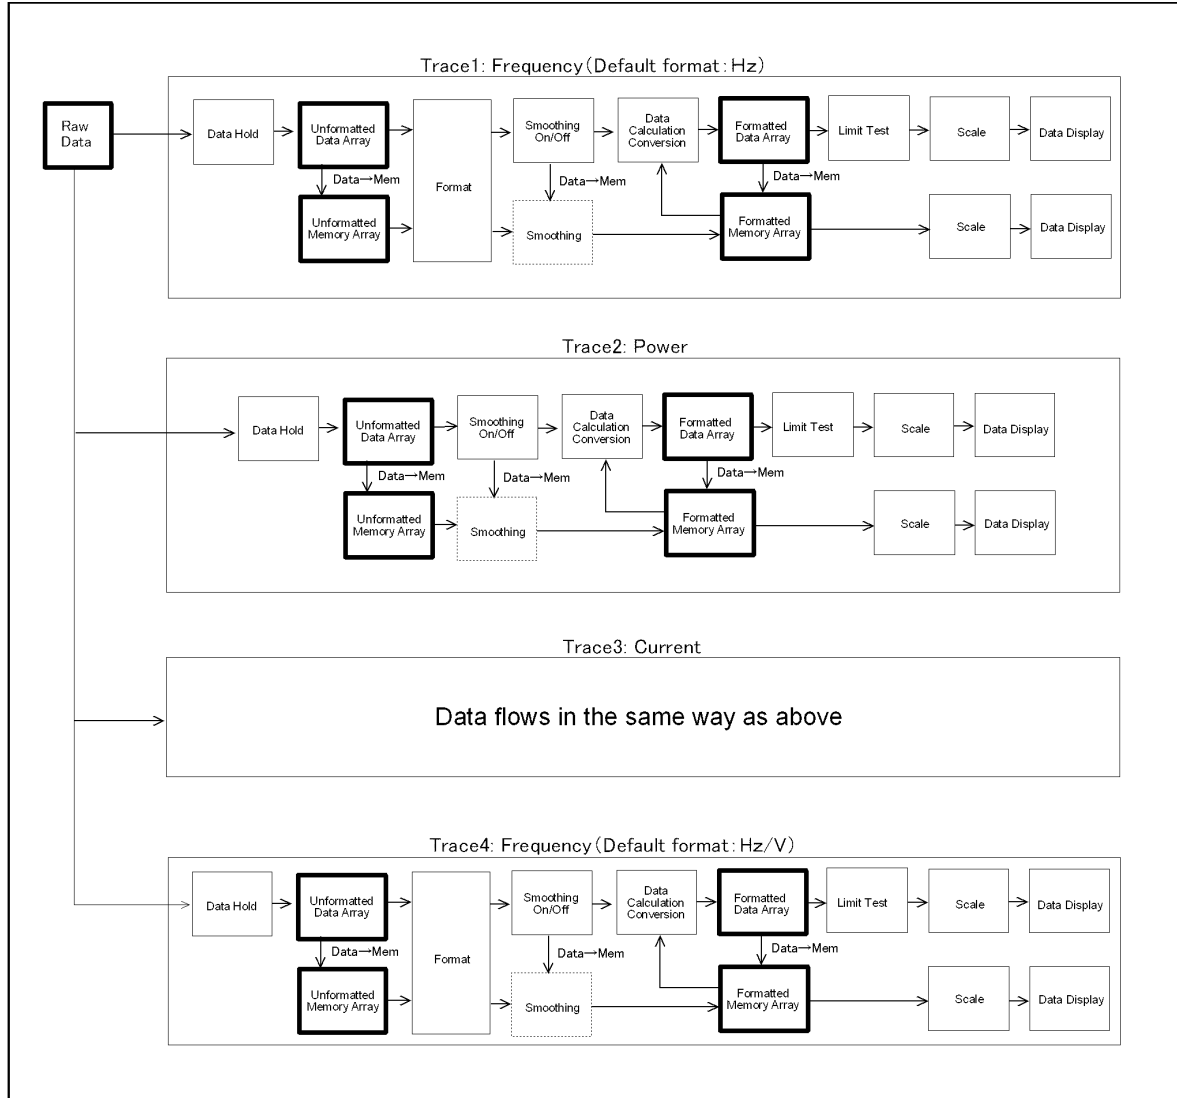 Trace1: Frequency(Default format:Hz)
Raw
Data
Data Hold
Unformatted
Data Array
Data→Mem
Unformatted
Memory Array
Format
Smoothing
On/Off
Data→Mem
Smoothing
Data
Calculation
Conversion
Formatted
Data Array
Data→Mem
Formatted
Memory Array
Limit Test
Scale
Data Display
Scale
Data Display
Trace2: Power
Data Hold
Unformatted
Data Array
Data→Mem
Unformatted
Memory Array
Smoothing
On/Off
Data→Mem
Smoothing
Data
Calculation
Conversion
Formatted
Data Array
Data→Mem
Formatted
Memory Array
Limit Test
Scale
Data Display
Scale
Data Display
Trace3: Current
Data flows in the same way as above
Trace4: Frequency(Default format:Hz/V)
Data Hold
Unformatted
Data Array
Data→Mem
Unformatted
Memory Array
Format
Smoothing
On/Off
Data→Mem
Smoothing
Data
Calculation
Conversion
Formatted
Data Array
Data→Mem
Formatted
Memory Array
Limit Test
Scale
Data Display
Scale
Data Display